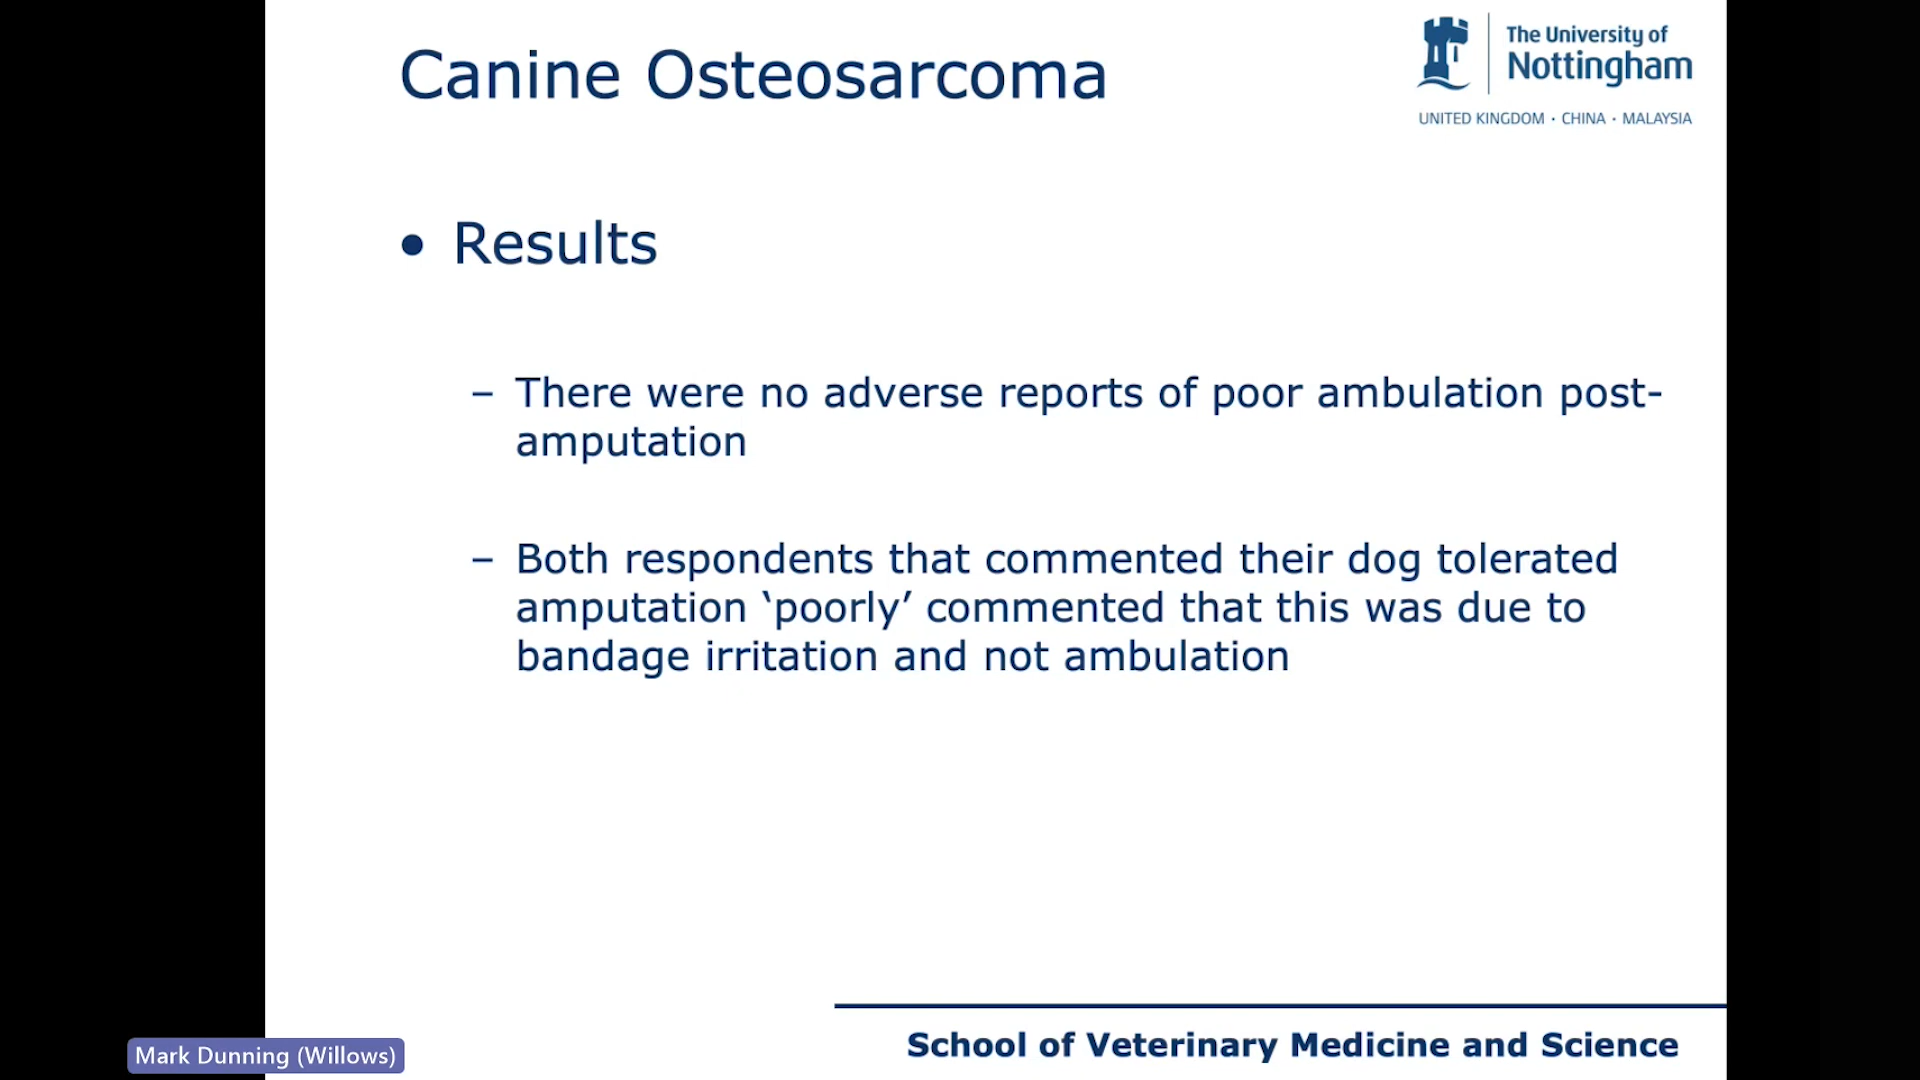 Canine Osteosarcoma
The University of
Nottingham
UNITED KINGDOM · CHINA · MALAYSIA
• Results
– There were no adverse reports of poor ambulation post-
amputation
– Both respondents that commented their dog tolerated
amputation ‘poorly’ commented that this was due to
bandage irritation and not ambulation
School of Veterinary Medicine and Science
Mark Dunning (Willows)